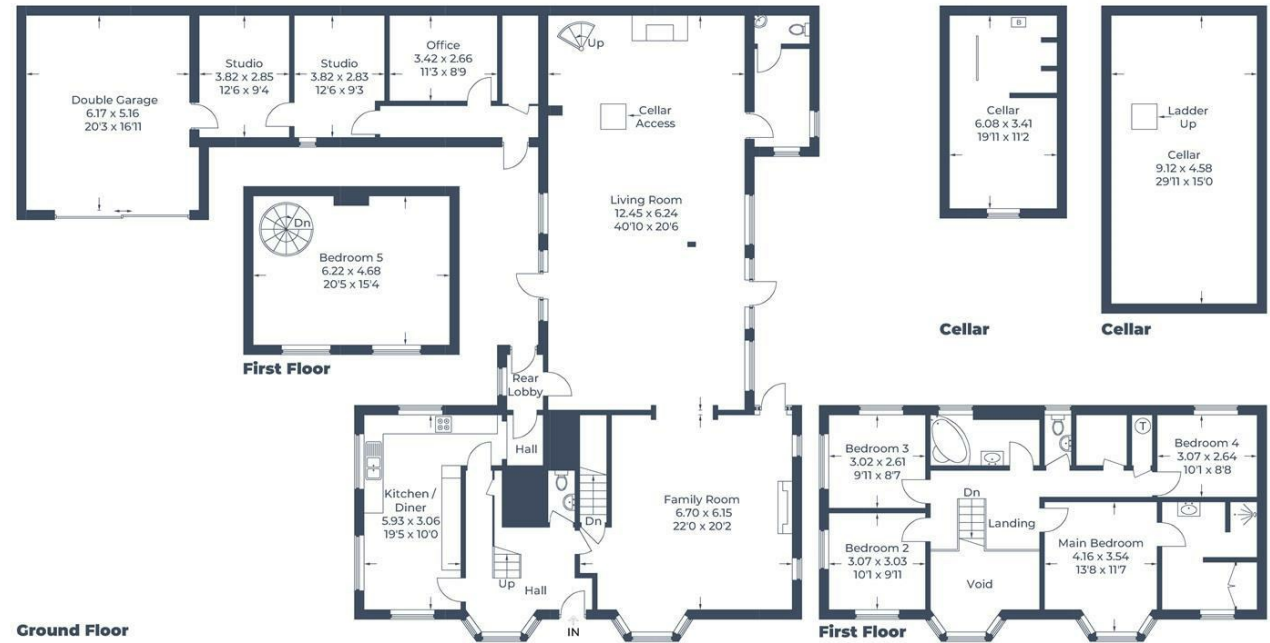 Double Garage
6.17 x 5.16
20'3 x 16'11
Studio
3.82 x 2.85
12'6 x 9'4
Studio
3.82 x 2.83
12'6 x 9'3
Office
3.42 x 2.66
11'3 x 8'9
Up
Cellar
Access
Living Room
12.45 x 6.24
40'10 x 20'6
B
Cellar
6.08 x 3.41
19'11 x 11'2
Cellar
Ladder
Up
Cellar
9.12 x 4.58
29'11 x 15'0
Cellar
Dn
Bedroom 5
6.22 x 4.68
20'5 x 15'4
First Floor
Rear
Lobby
Hall
Kitchen /
Diner
5.93 x 3.06
19'5 x 10'0
Dn
Up
Hall
IN
Family Room
6.70 x 6.15
22'0 x 20'2
Ground Floor
Bedroom 3
3.02 x 2.61
9'11 x 8'7
T
Bedroom 4
3.07 x 2.64
10'1 x 8'8
Dn
Landing
Bedroom 2
3.07 x 3.03
10'1 x 9'11
Void
Main Bedroom
4.16 x 3.54
13'8 x 11'7
First Floor